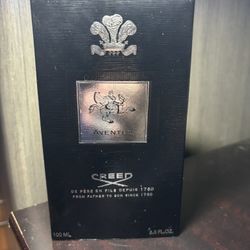 AVENTUS
CREED
DE PÈRE EN FILS DEPUIS 1760
FROM FATHER TO SON SINCE 1760
100 ML
3.3 FL.OZ.